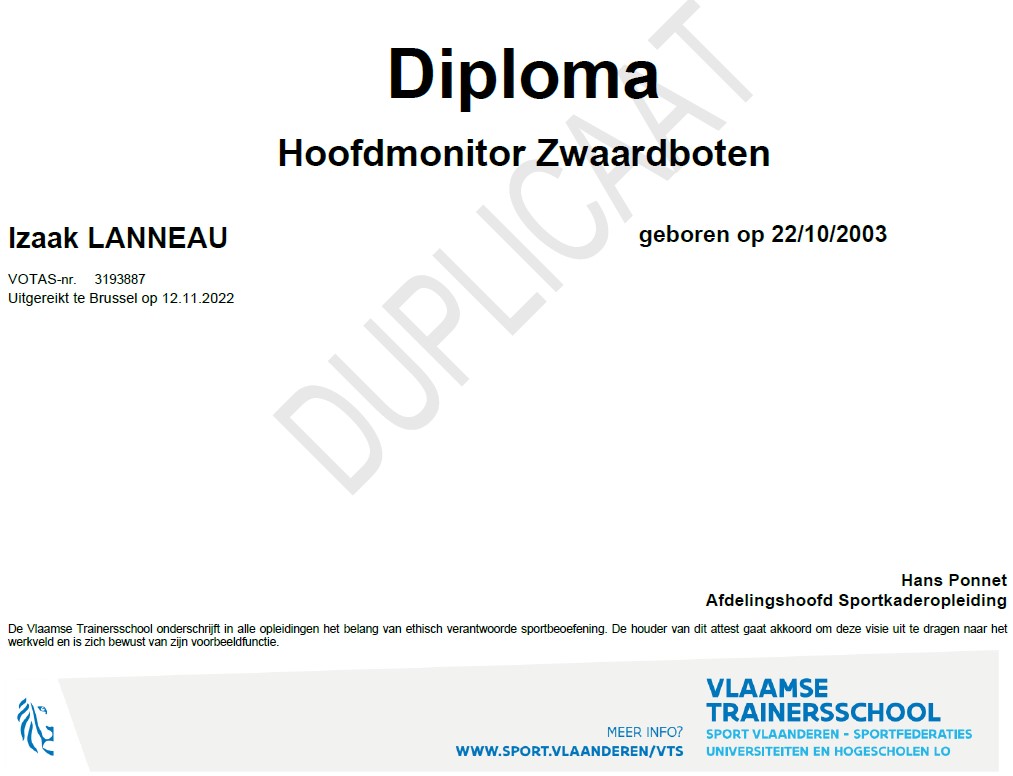 Diploma
Hoofdmonitor Zwaardboten
DUPLICAAT
Izaak LANNEAU
geboren op 22/10/2003
VOTAS-nr. 3193887
Uitgereikt te Brussel op 12.11.2022
Hans Ponnet
Afdelingshoofd Sportkaderopleiding
De Vlaamse Trainersschool onderschrijft in alle opleidingen het belang van ethisch verantwoorde sportbeoefening. De houder van dit attest gaat akkoord om deze visie uit te dragen naar het
werkveld en is zich bewust van zijn voorbeeldfunctie.
MEER INFO?
WWW.SPORT.VLAANDEREN/VTS
VLAAMSE
TRAINERSSCHOOL
SPORT VLAANDEREN - SPORTFEDERATIES
UNIVERSITEITEN EN HOGESCHOLEN LO